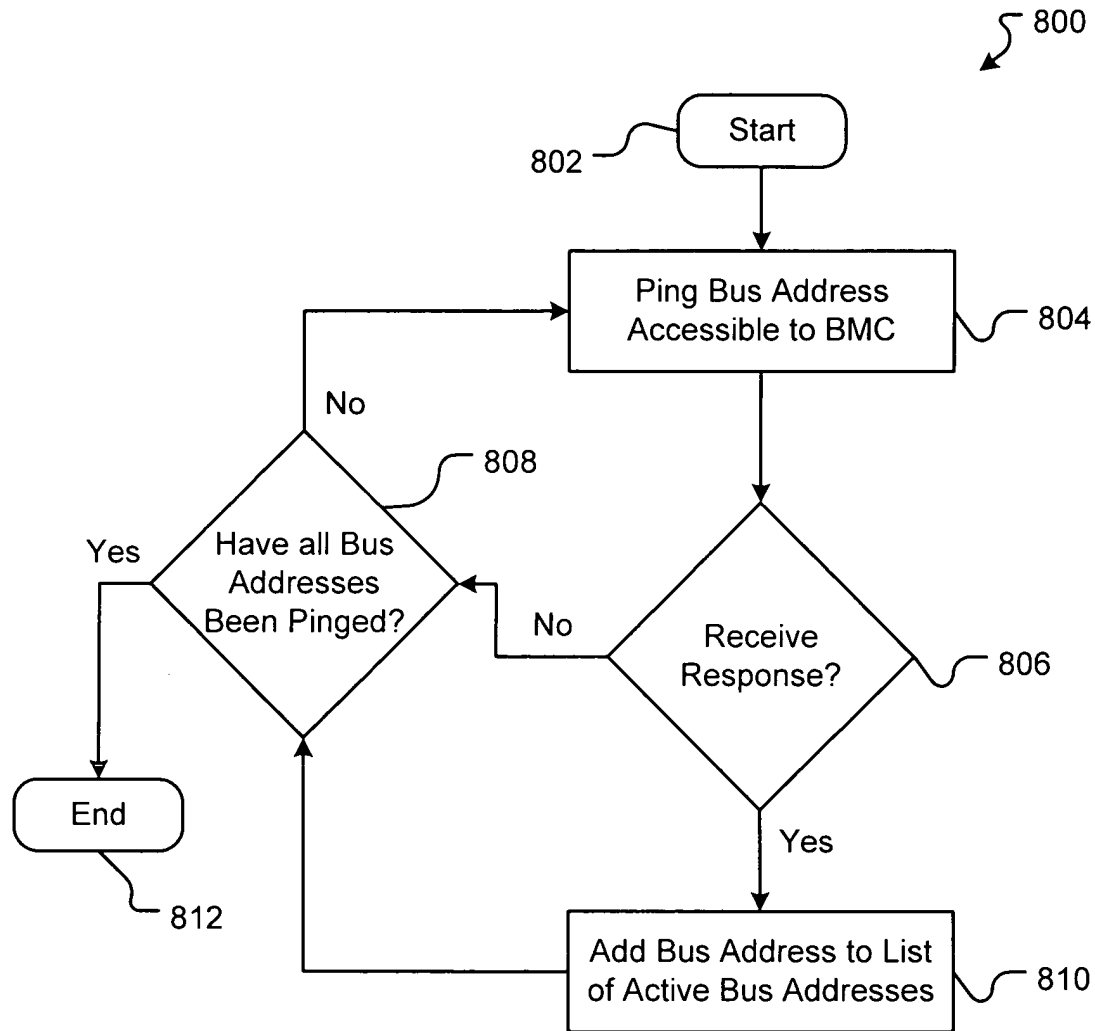 800
Start
802
Ping Bus Address
Accessible to BMC
804
No
808
Yes
Have all Bus
Addresses
Been Pinged?
No
Receive
Response?
806
End
Yes
812
Add Bus Address to List
of Active Bus Addresses
810